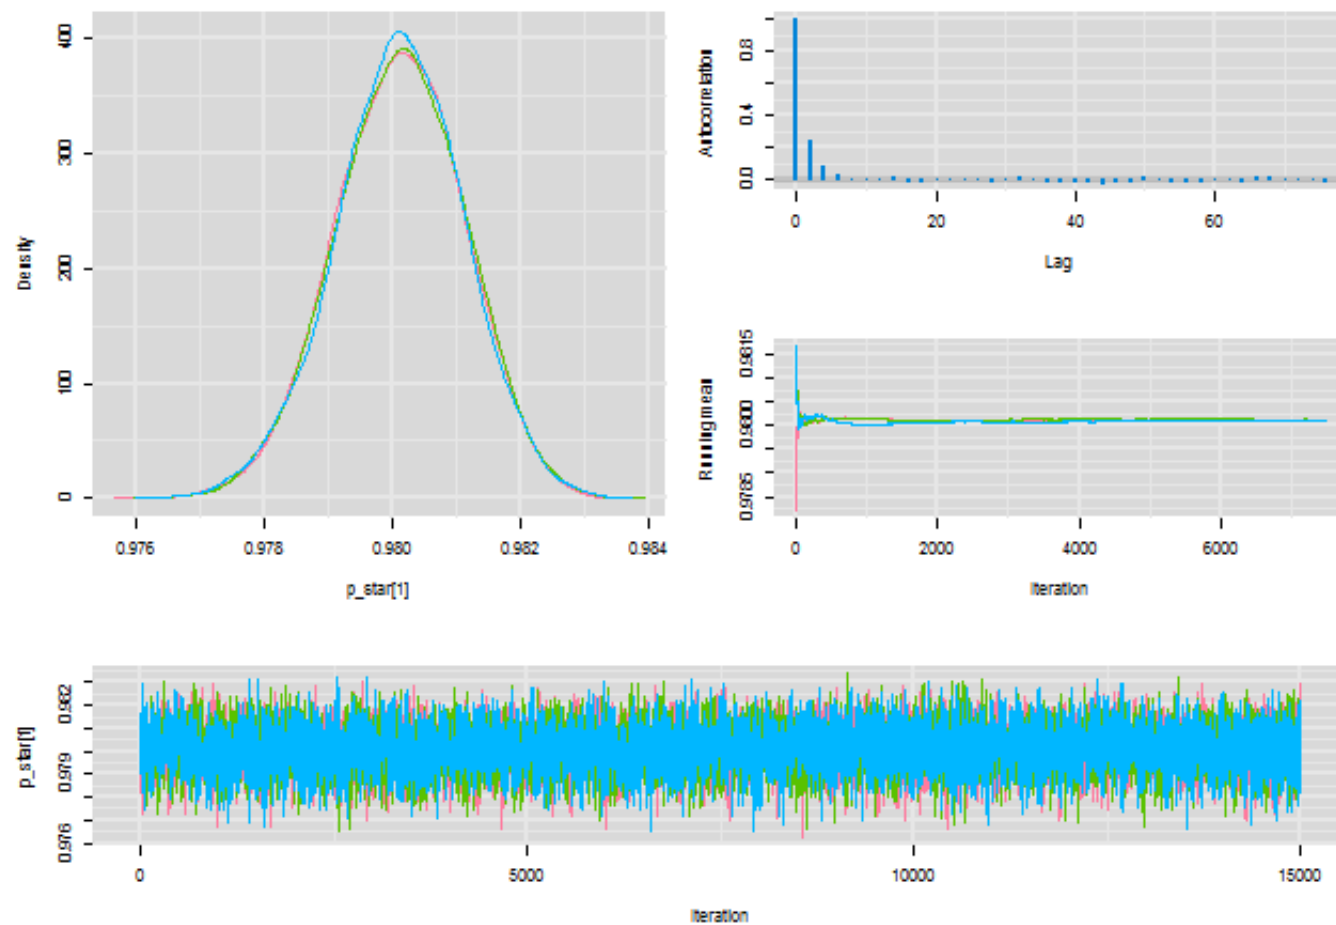 400
300
200
100
0
Density
0.976 0.978 0.980 0.982 0.984
p_star[1]
0.8
0.4
0.0
Autocorrelation
0 20 40 60
Lag
0.9815
0.9800
0.9785
Running mean
0 2000 4000 6000
Iteration
0.982
0.979
0.976
p_star[1]
0 5000 10000 15000
Iteration